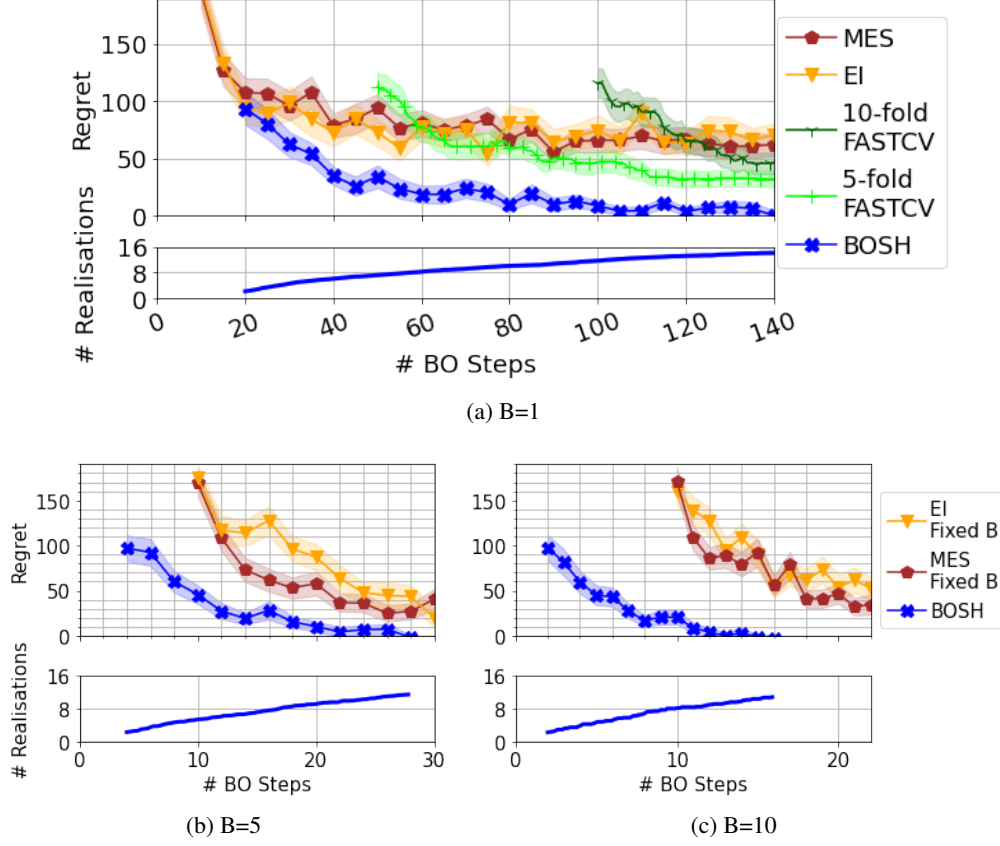 150
100
50
0
Regret
MES
EI
10-fold
FASTCV
5-fold
FASTCV
BOSH
16
8
0
# Realisations
0
20
40
60
80
100
120
140
# BO Steps
(a) B=1
150
100
50
0
Regret
16
8
0
# Realisations
0
10
20
30
# BO Steps
(b) B=5
150
100
50
0
16
8
0
0
10
20
# BO Steps
(c) B=10
EI
Fixed B
MES
Fixed B
BOSH